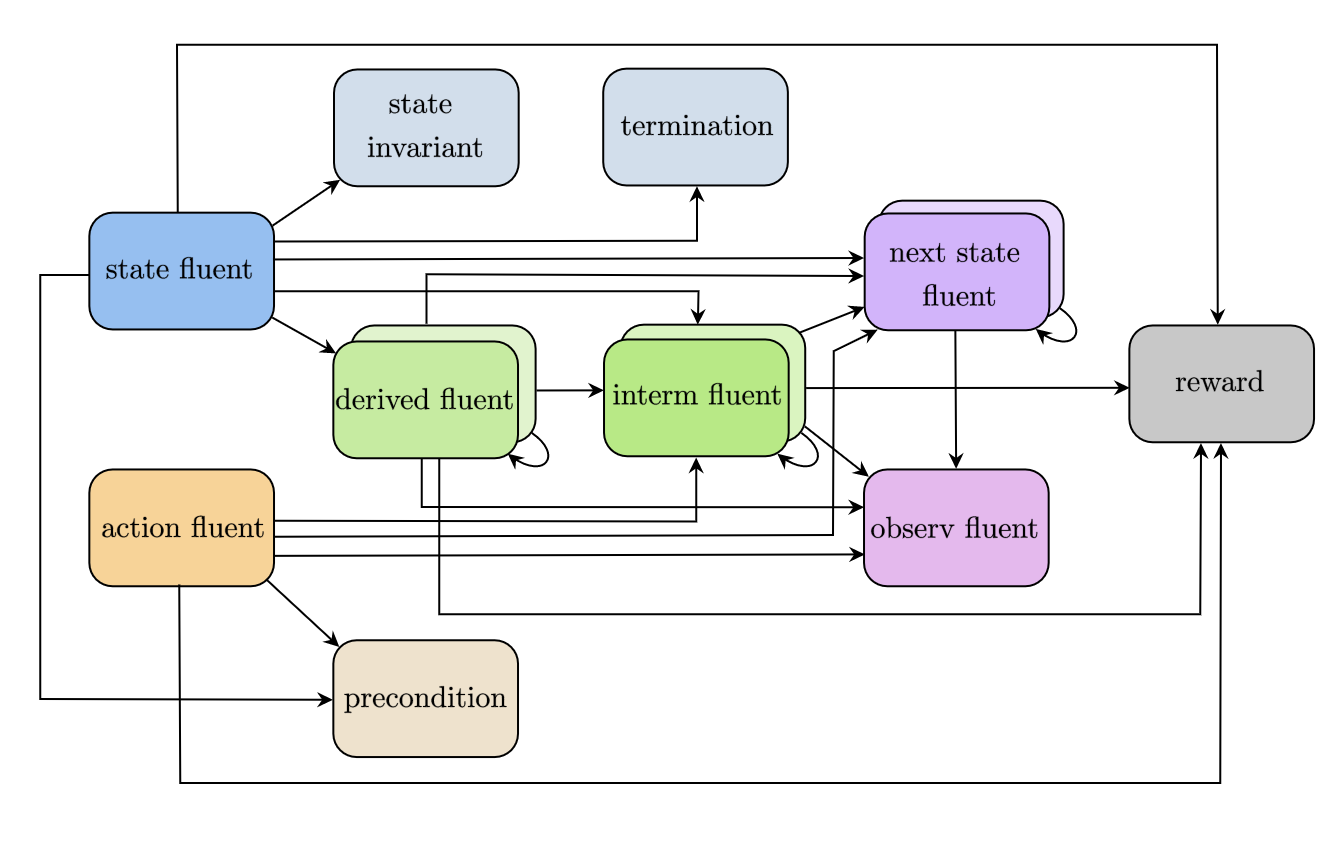 state
invariant
termination
state fluent
next state
fluent
derived fluent
interm fluent
reward
action fluent
observ fluent
precondition